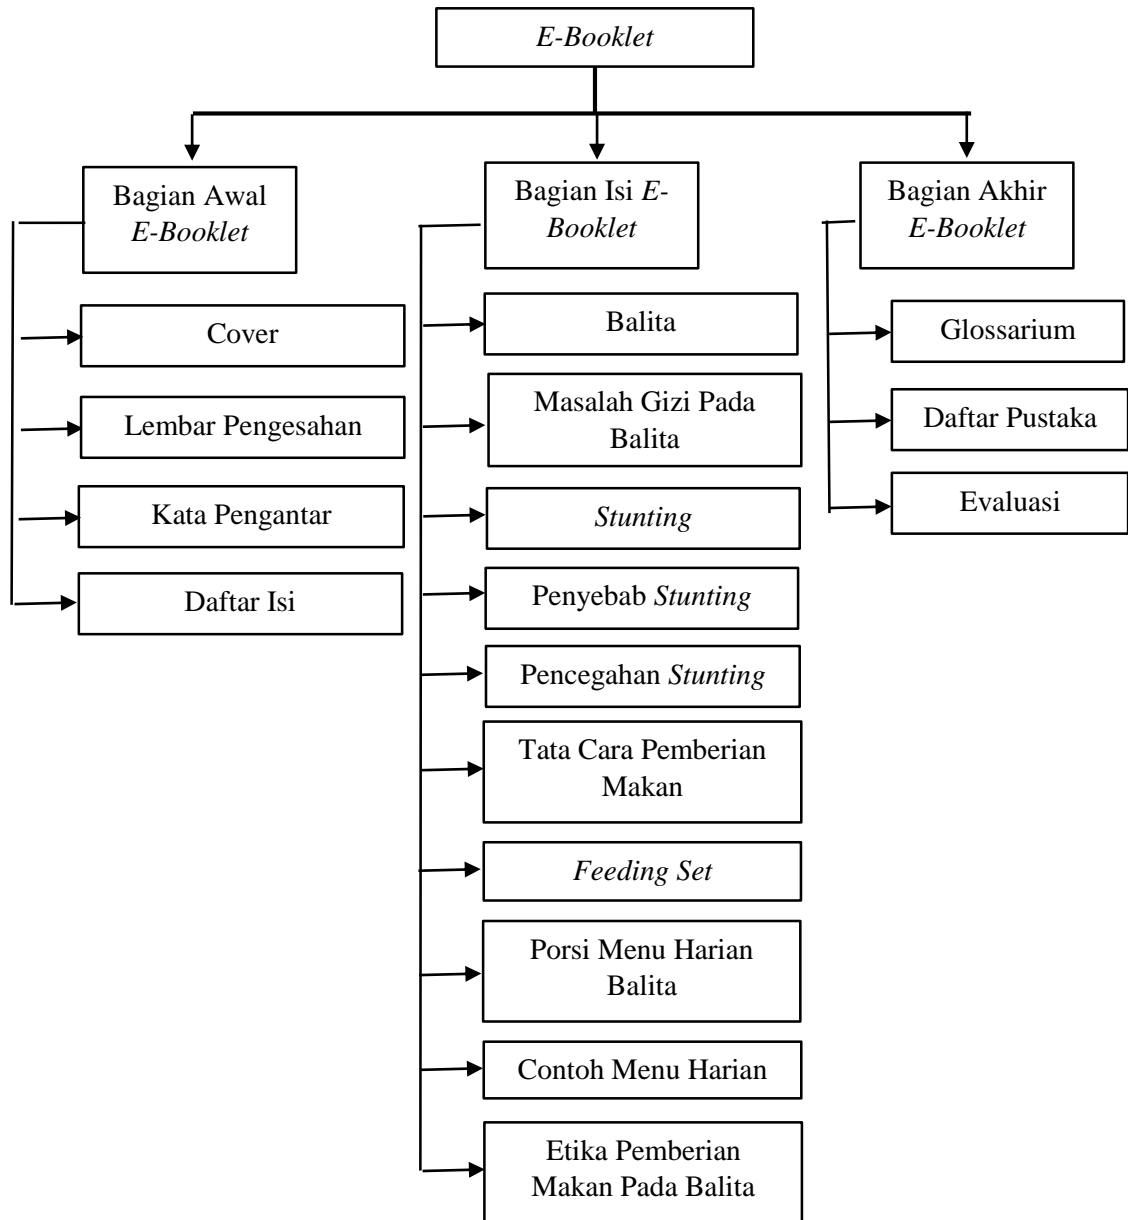 E-Booklet
Bagian Awal
E-Booklet
Cover
Lembar Pengesahan
Kata Pengantar
Daftar Isi
Bagian Isi E-
Booklet
Balita
Masalah Gizi Pada
Balita
Stunting
Penyebab Stunting
Pencegahan Stunting
Tata Cara Pemberian
Makan
Feeding Set
Porsi Menu Harian
Balita
Contoh Menu Harian
Etika Pemberian
Makan Pada Balita
Bagian Akhir
E-Booklet
Glossarium
Daftar Pustaka
Evaluasi